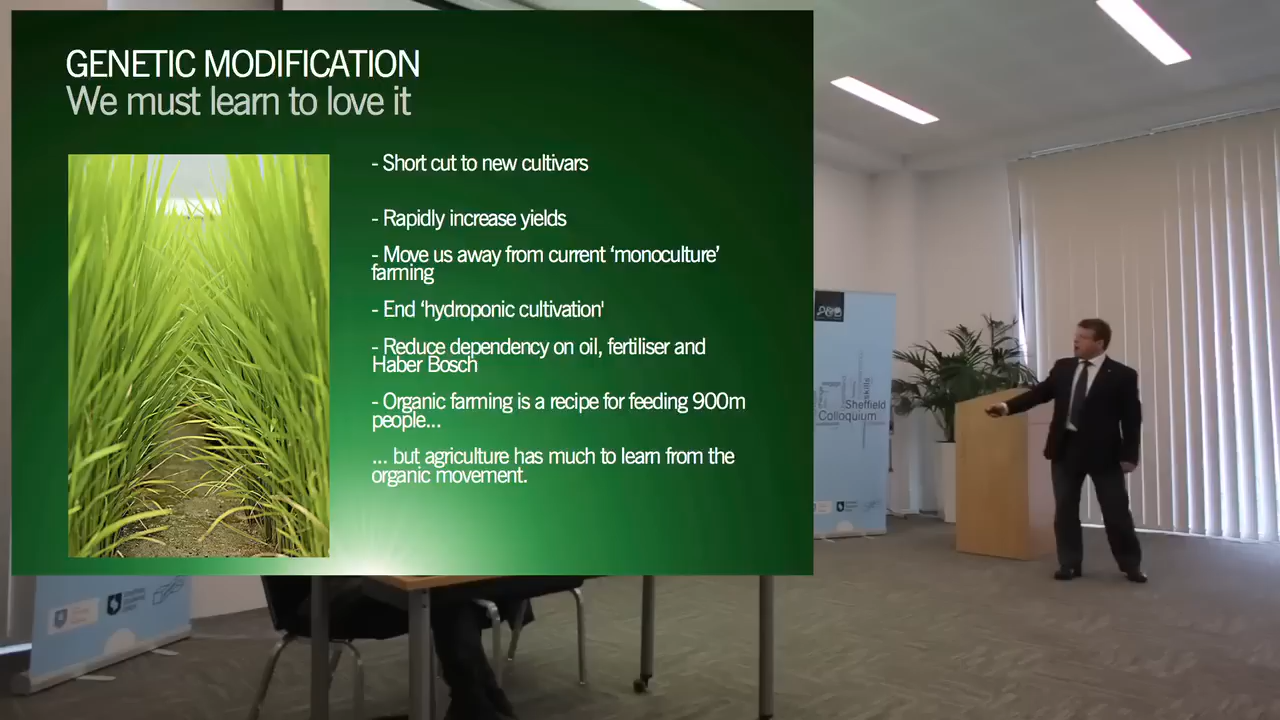 GENETIC MODIFICATION
We must learn to love it
- Short cut to new cultivars
- Rapidly increase yields
- Move us away from current ‘monoculture’
farming
- End ‘hydroponic cultivation'
- Reduce dependency on oil, fertiliser and
Haber Bosch
- Organic farming is a recipe for feeding 900m
people...
... but agriculture has much to learn from the
organic movement.
skills
Sheffield
Colloquium